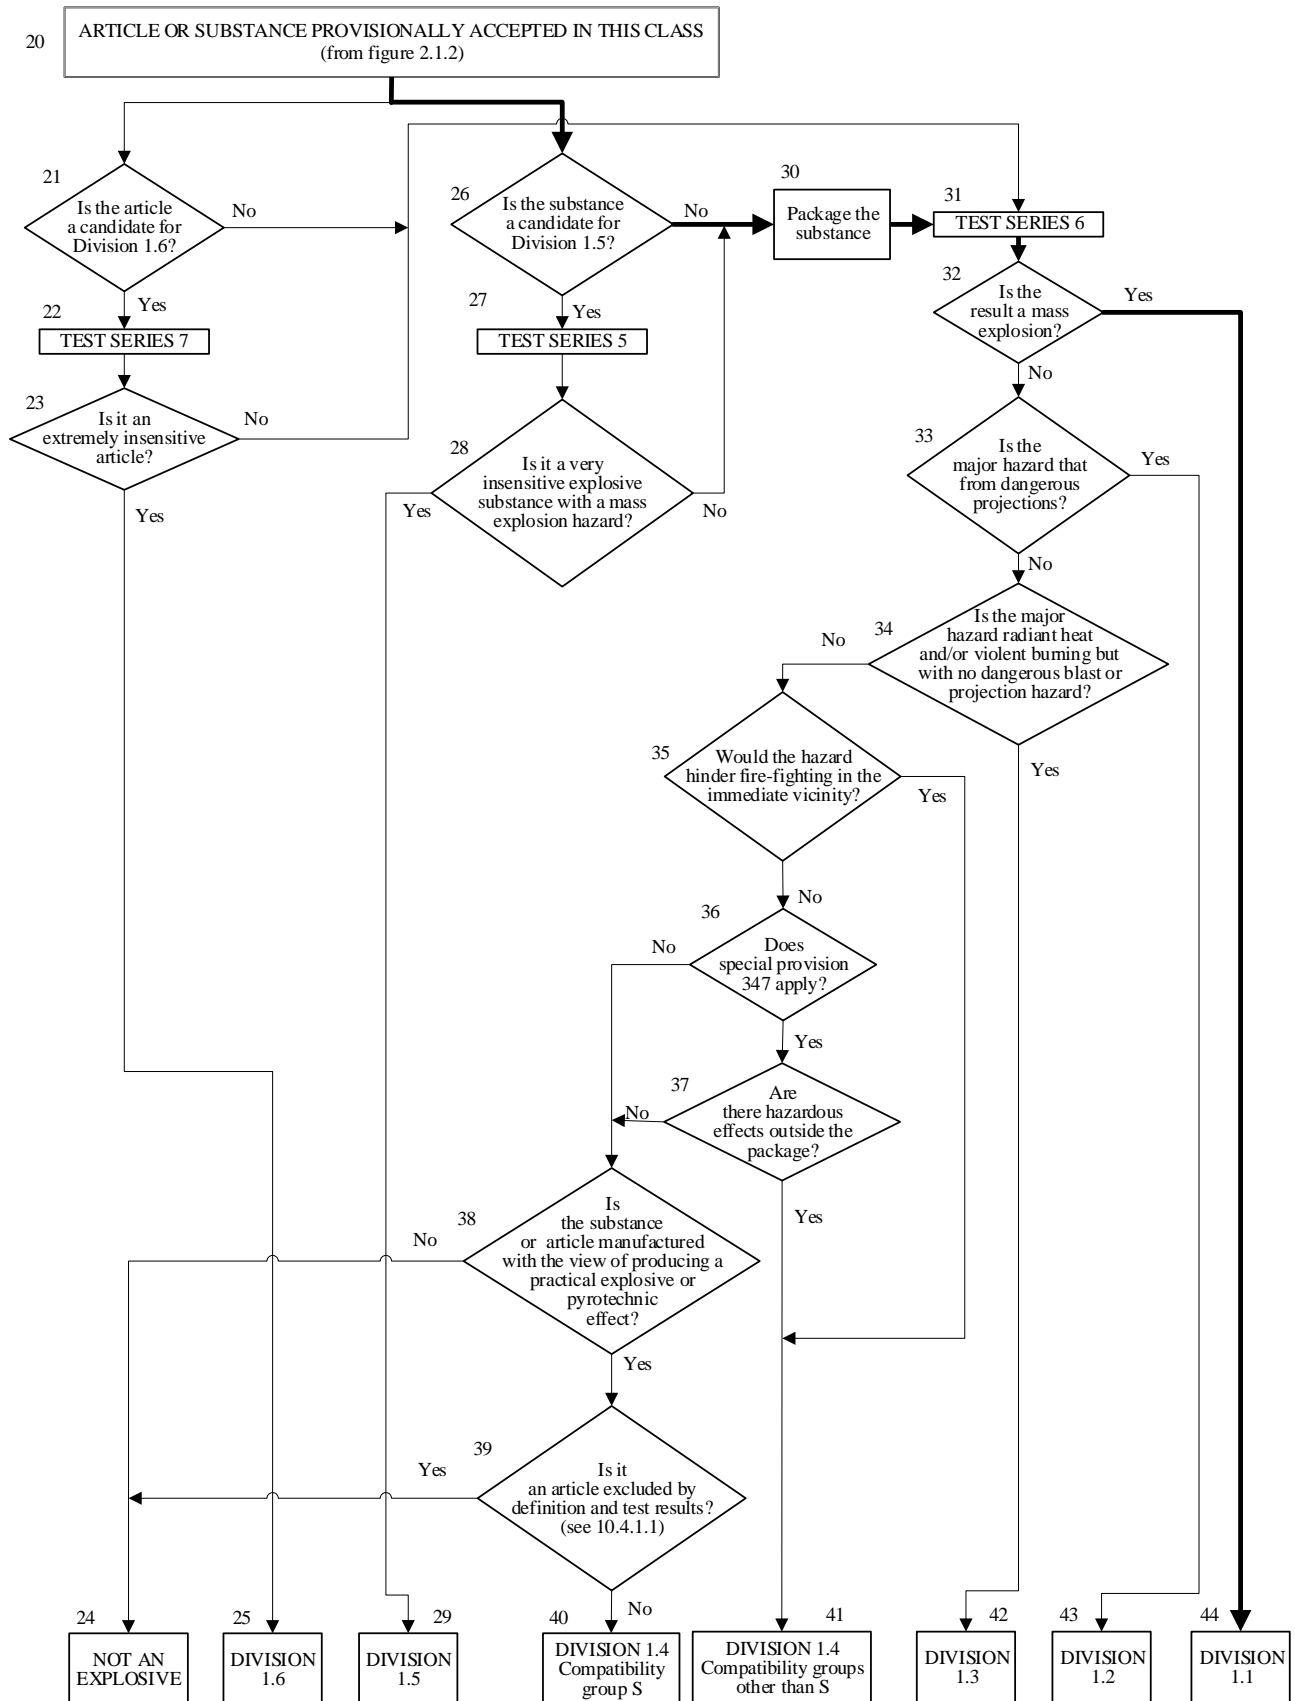 20
ARTICLE OR SUBSTANCE PROVISIONALLY ACCEPTED IN THIS CLASS
(from figure 2.1.2)
21
Is the article
a candidate for
Division 1.6?
No
Yes
22
TEST SERIES 7
23
Is it an
extremely insensitive
article?
No
Yes
26
Is the substance
a candidate for
Division 1.5?
No
Yes
27
TEST SERIES 5
28
Is it a very
insensitive explosive
substance with a mass
explosion hazard?
Yes
No
30
Package the
substance
31
TEST SERIES 6
32
Is the
result a mass
explosion?
Yes
No
33
Is the
major hazard that
from dangerous
projections?
Yes
No
34
Is the major
hazard radiant heat
and/or violent burning but
with no dangerous blast or
projection hazard?
No
Yes
35
Would the hazard
hinder fire-fighting in the
immediate vicinity?
Yes
No
36
Does
special provision
347 apply?
No
Yes
37
Are
there hazardous
effects outside the
package?
No
Yes
38
Is
the substance
or article manufactured
with the view of producing a
practical explosive or
pyrotechnic
effect?
No
Yes
39
Is it
an article excluded by
definition and test results?
(see 10.4.1.1)
Yes
No
24
NOT AN
EXPLOSIVE
25
DIVISION
1.6
29
DIVISION
1.5
40
DIVISION 1.4
Compatibility
group S
41
DIVISION 1.4
Compatibility groups
other than S
42
DIVISION
1.3
43
DIVISION
1.2
44
DIVISION
1.1